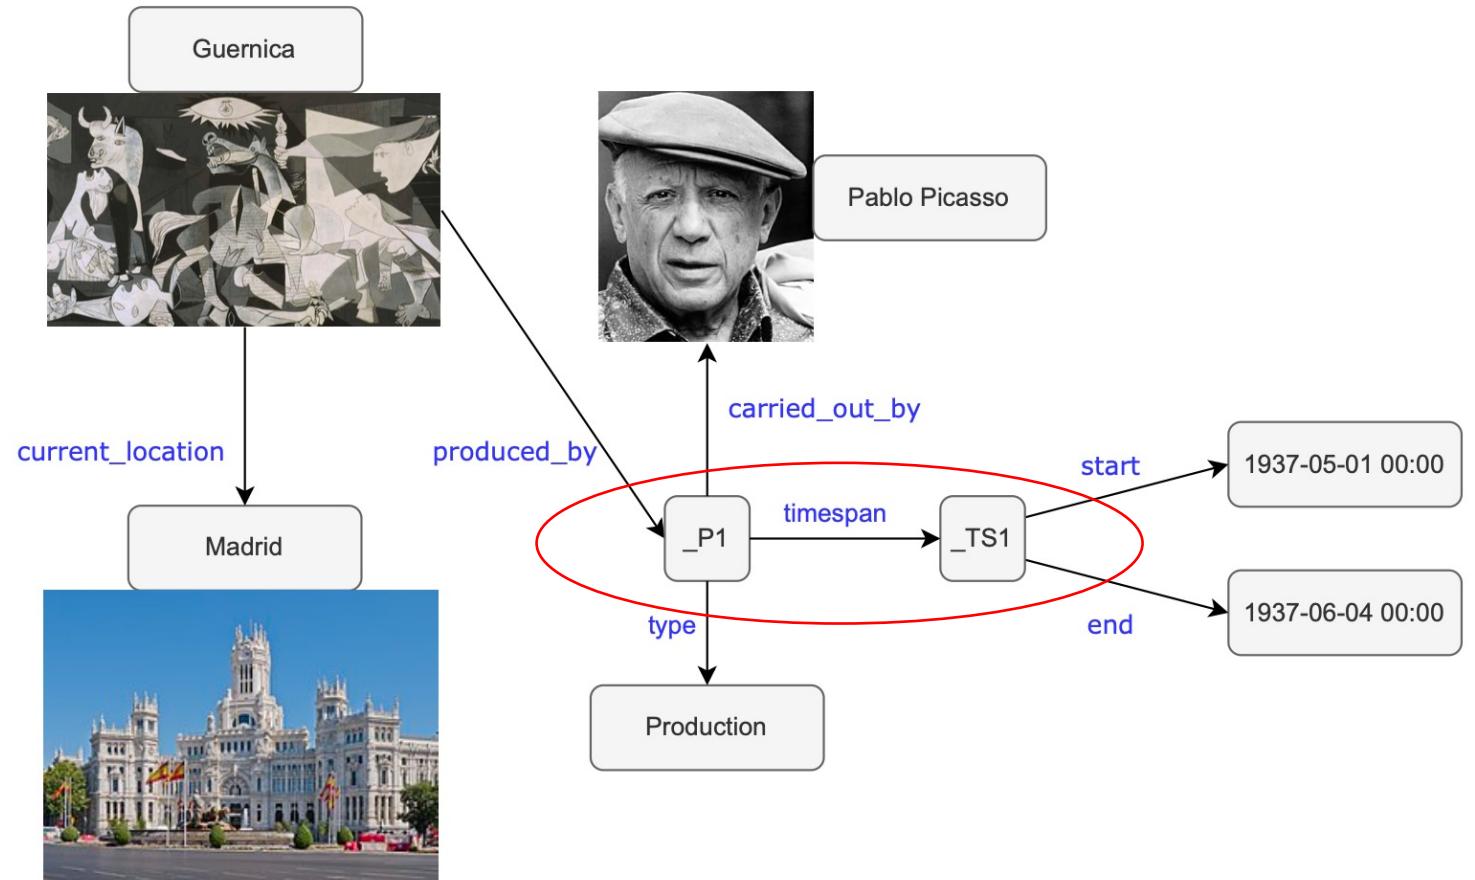 Guernica
Pablo Picasso
carried_out_by
current_location
produced_by
start
1937-05-01 00:00
timespan
Madrid
_P1
_TS1
type
end
1937-06-04 00:00
Production